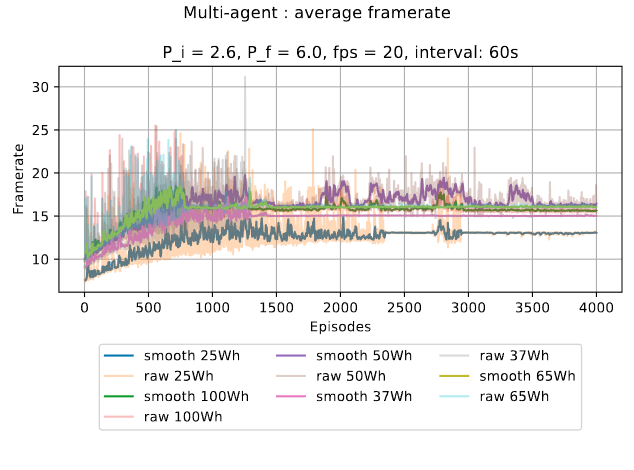 Multi-agent : average framerate
P_i = 2.6, P_f = 6.0, fps = 20, interval: 60s
30
25
20
15
10
Framerate
0 500 1000 1500 2000 2500 3000 3500 4000
Episodes
smooth 25Wh smooth 50Wh raw 37Wh
raw 25Wh raw 50Wh smooth 65Wh
smooth 100Wh smooth 37Wh raw 65Wh
raw 100Wh